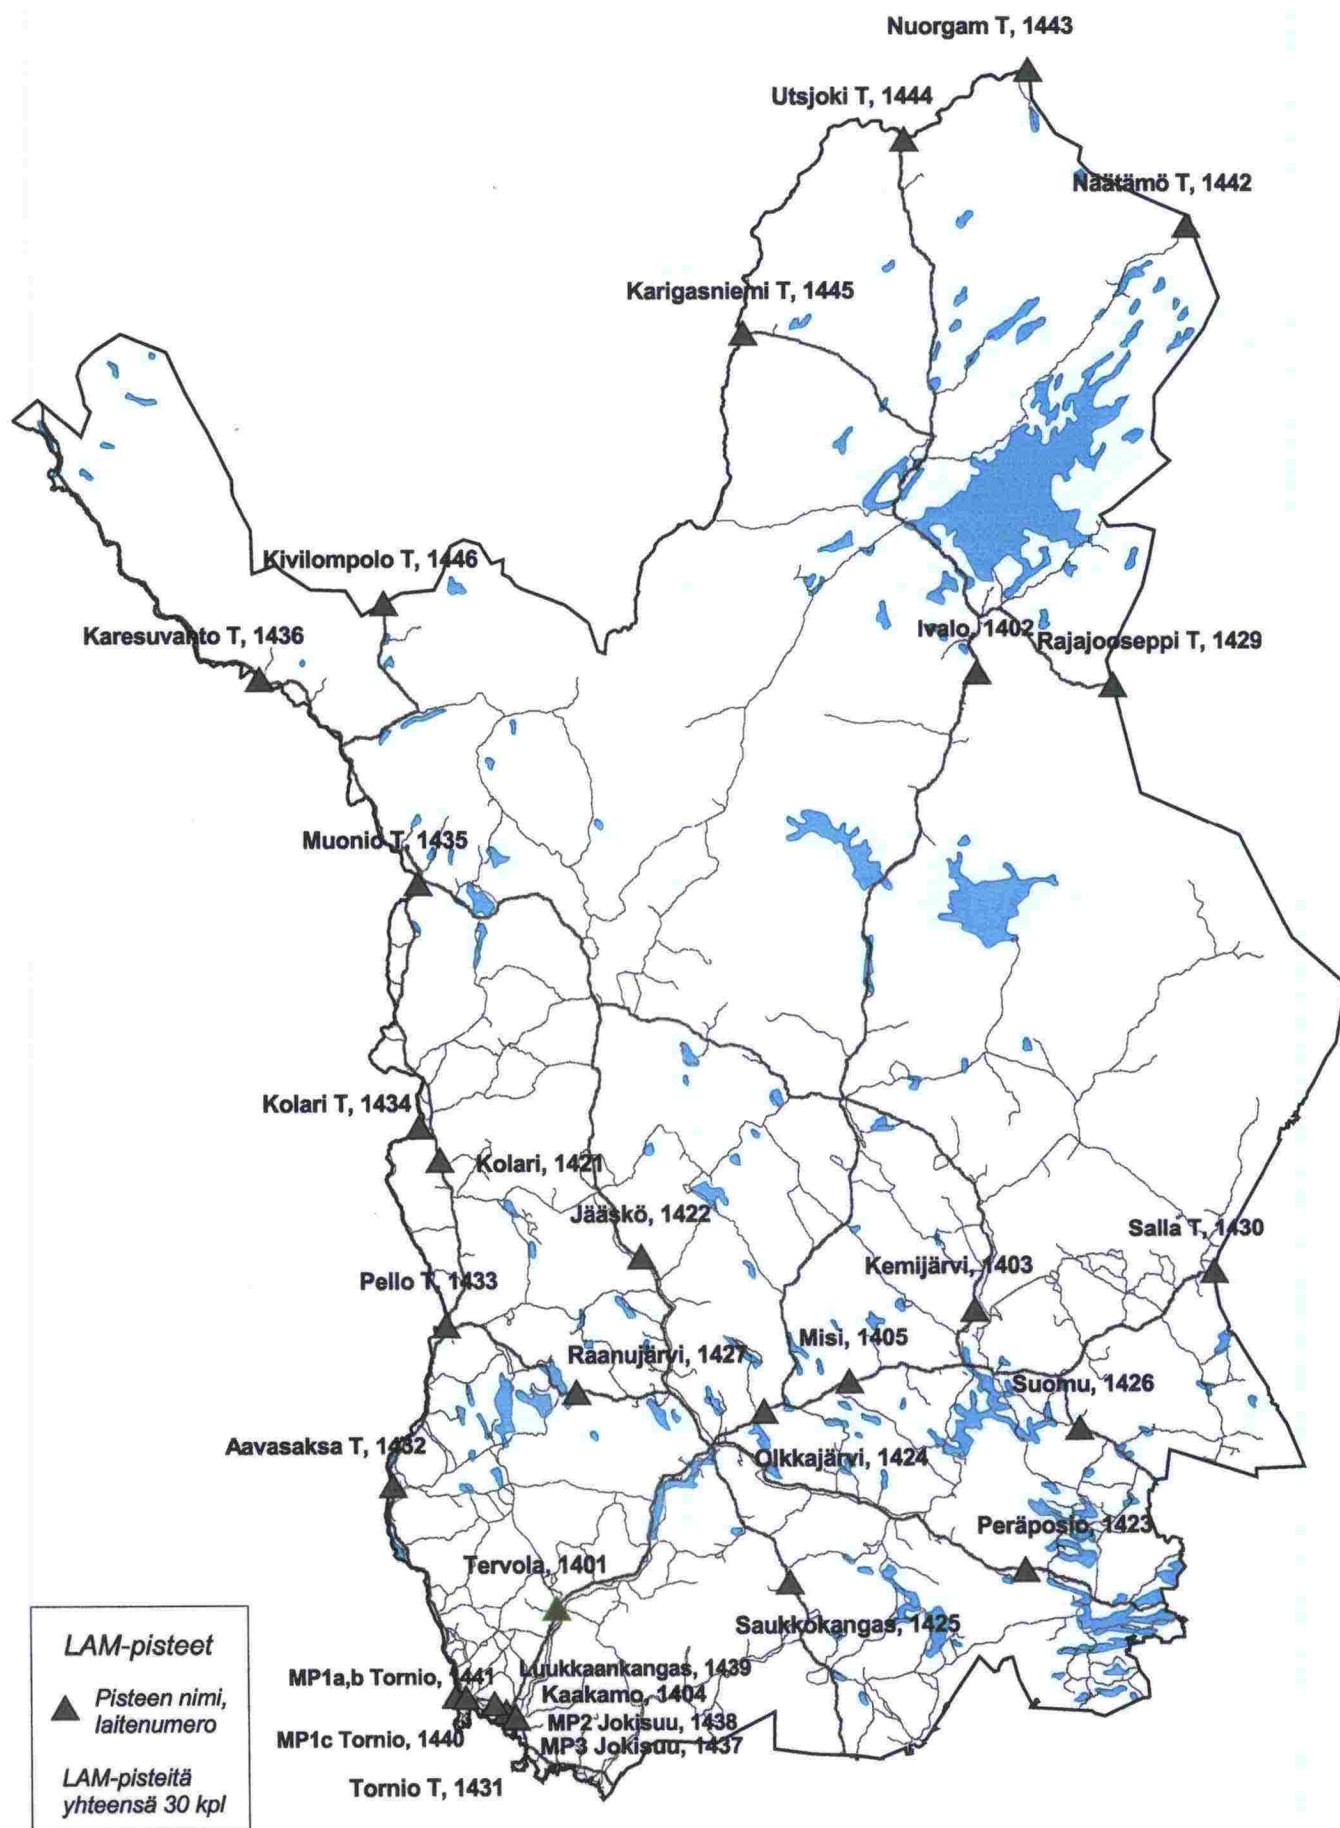 Nuorgam T, 1443
Utsjoki T, 1444
Näätämö T, 1442
Karigasniemi T, 1445
Kivilompolo T, 1446
Karesuvanto T, 1436
Ivalo, 1402
Rajajooseppi T, 1429
Muonio T, 1435
Kolari T, 1434
Kolari, 1421
Jääskö, 1422
Salla T, 1430
Kemijärvi, 1403
Pello T, 1433
Misi, 1405
Raanujärvi, 1427
Suomu, 1426
Aavasaksa T, 1432
Olkkajärvi, 1424
Peräposio, 1423
Tervola, 1401
Saukkokangas, 1425
Luukkaankangas, 1439
MP1a,b Tornio, 1441
Kaakamo, 1404
MP2 Jokisuu, 1438
MP1c Tornio, 1440
MP3 Jokisuu, 1437
Tornio T, 1431
LAM-pisteet
Pisteen nimi,
laitenumero
LAM-pisteitä
yhteensä 30 kpl